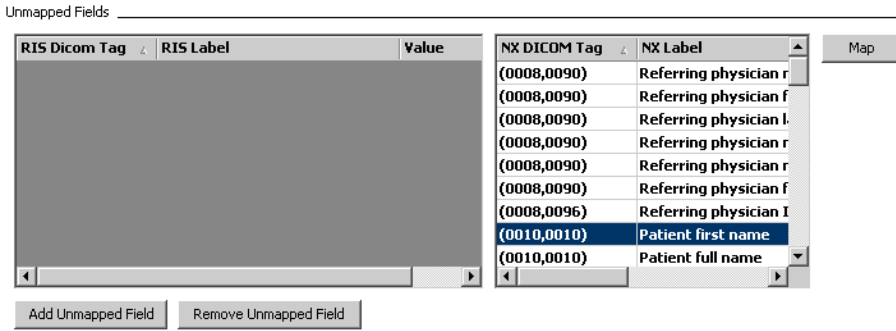 Unmapped Fields
RIS Dicom Tag RIS Label Value
NX DICOM Tag NX Label
Map
(0008,0090) Referring physician
(0008,0090) Referring physician
(0008,0090) Referring physician
(0008,0090) Referring physician
(0008,0090) Referring physician
(0008,0090) Referring physician
(0008,0096) Referring physician
(0010,0010) Patient first name
(0010,0010) Patient full name
Add Unmapped Field Remove Unmapped Field